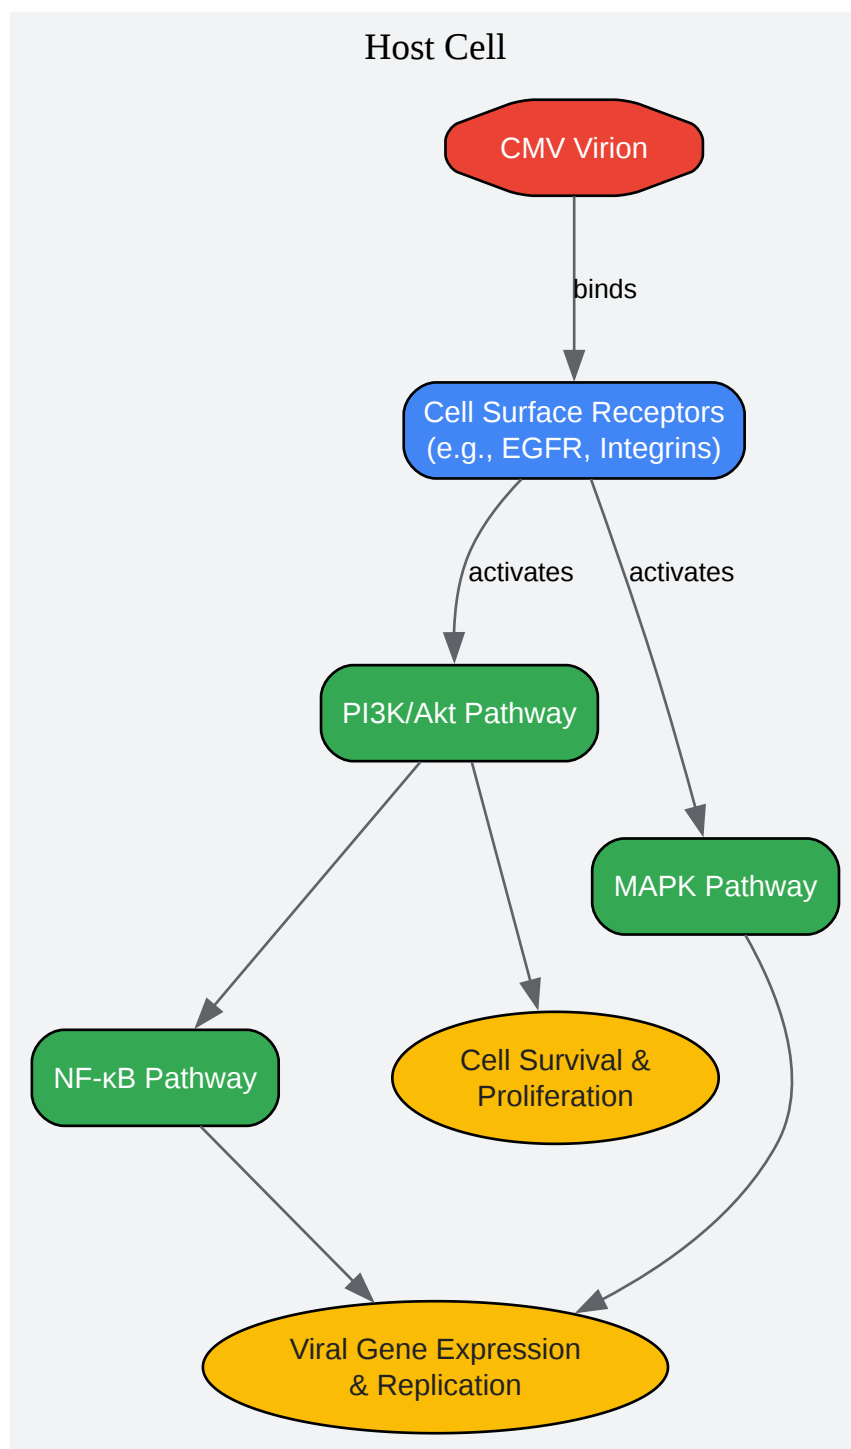 Host Cell
CMV Virion
binds
Cell Surface Receptors
(e.g., EGFR, Integrins)
activates
activates
PI3K/Akt Pathway
MAPK Pathway
NF-κB Pathway
Cell Survival &
Proliferation
Viral Gene Expression
& Replication